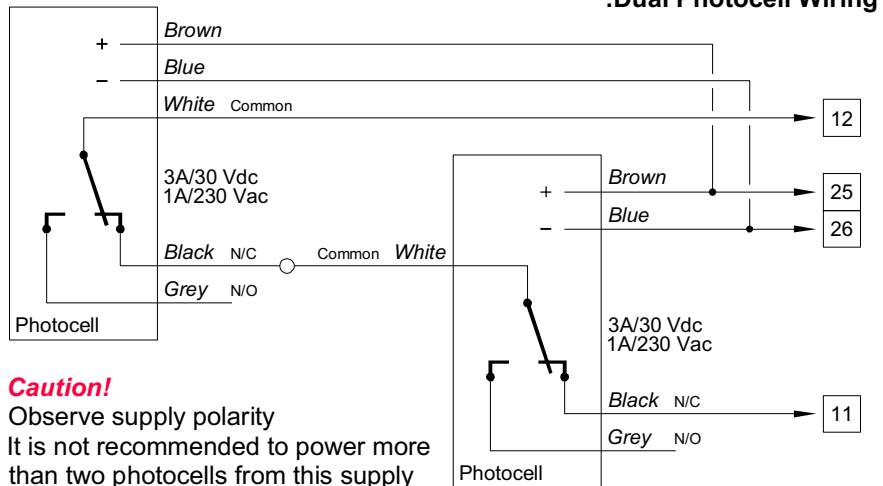 :Dual Photocell Wiring
+ Brown
− Blue
White Common
12
3A/30 Vdc
1A/230 Vac
+ Brown
25
− Blue
26
Black N/C
Common White
Grey N/O
Photocell
3A/30 Vdc
1A/230 Vac
Black N/C
11
Grey N/O
Photocell
Caution!
Observe supply polarity
It is not recommended to power more
than two photocells from this supply